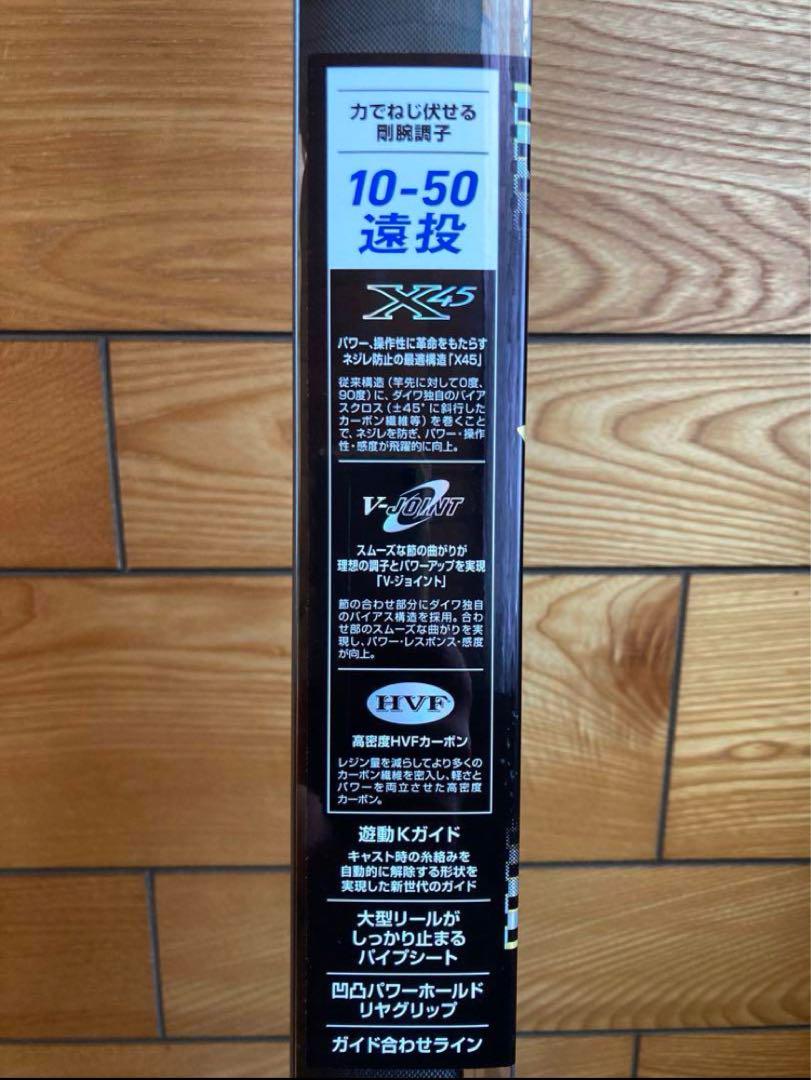 力でねじ伏せる
剛腕調子
10-50
遠投
X45
パワー、操作性に革命をもたらす
ネジレ防止の最適構造「X45」
従来構造(竿先に対して0度、
90度)に、ダイワ独自のバイア
スクロス(±45°に斜行した
カーボン繊維等)を巻くこと
で、ネジレを防ぎ、パワー・操作
性・感度が飛躍的に向上。
V-JOINT
スムーズな節の曲がりが
理想の調子とパワーアップを実現
「V-ジョイント」
節の合わせ部分にダイワ独自
のバイアス構造を採用。合わ
せ部のスムーズな曲がりを実
現し、パワー・レスポンス・感度
が向上。
HVF
高密度HVFカーボン
レジン量を減らしてより多くの
カーボン繊維を密入し、軽さと
パワーを両立させた高密度
カーボン。
遊動Kガイド
キャスト時の糸絡みを
自動的に解除する形状を
実現した新世代のガイド
大型リールが
しっかり止まる
パイプシート
凹凸パワーホールド
リヤグリップ
ガイド合わせライン